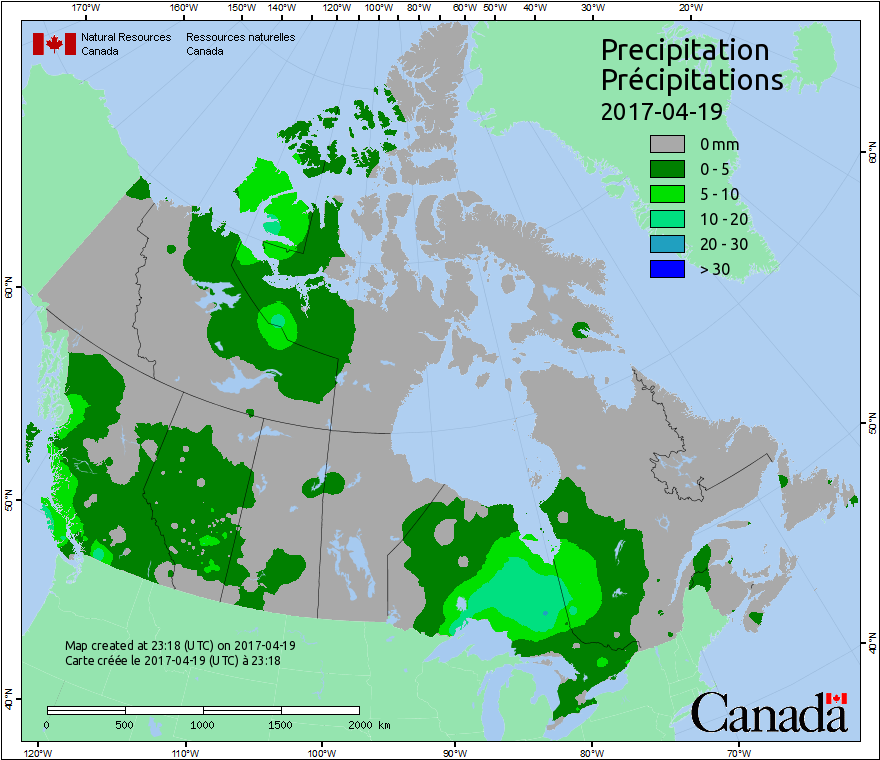 170°W 160°W 150°W 140°W 120°W 100°W 80°W 60°W 50°W 40°W 30°W 20°W
Natural Resources Ressources naturelles
Canada Canada
Precipitation
Précipitations
2017-04-19
0 mm
0 - 5
5 - 10
10 - 20
20 - 30
> 30
60°N
50°N
40°N
60°N
50°N
40°N
Map created at 23:18 (UTC) on 2017-04-19
Carte créée le 2017-04-19 (UTC) à 23:18
0 500 1000 1500 2000 km
Canada
120°W 110°W 100°W 90°W 80°W 70°W